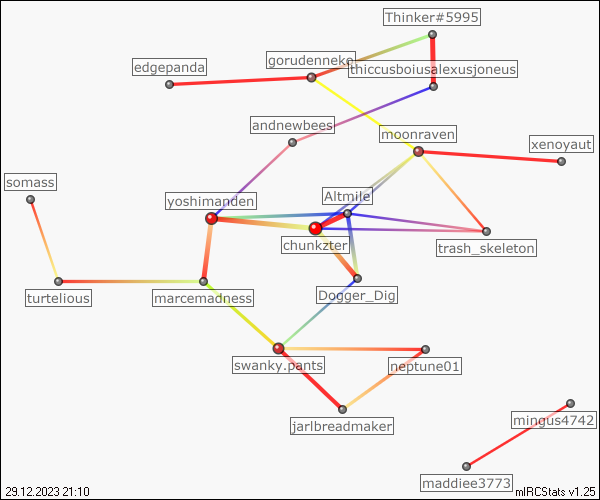 Thinker#5995
gorudenneko
edgepanda
thiccusboiusalexusjoneus
andnewbees
moonraven
xenoyaut
somass
yoshimanden
Altmile
chunkzter
trash_skeleton
turtelious
marcemadness
Dogger_Dig
swanky.pants
neptune01
jarlbreadmaker
mingus4742
maddiee3773
29.12.2023 21:10
mIRCStats v1.25